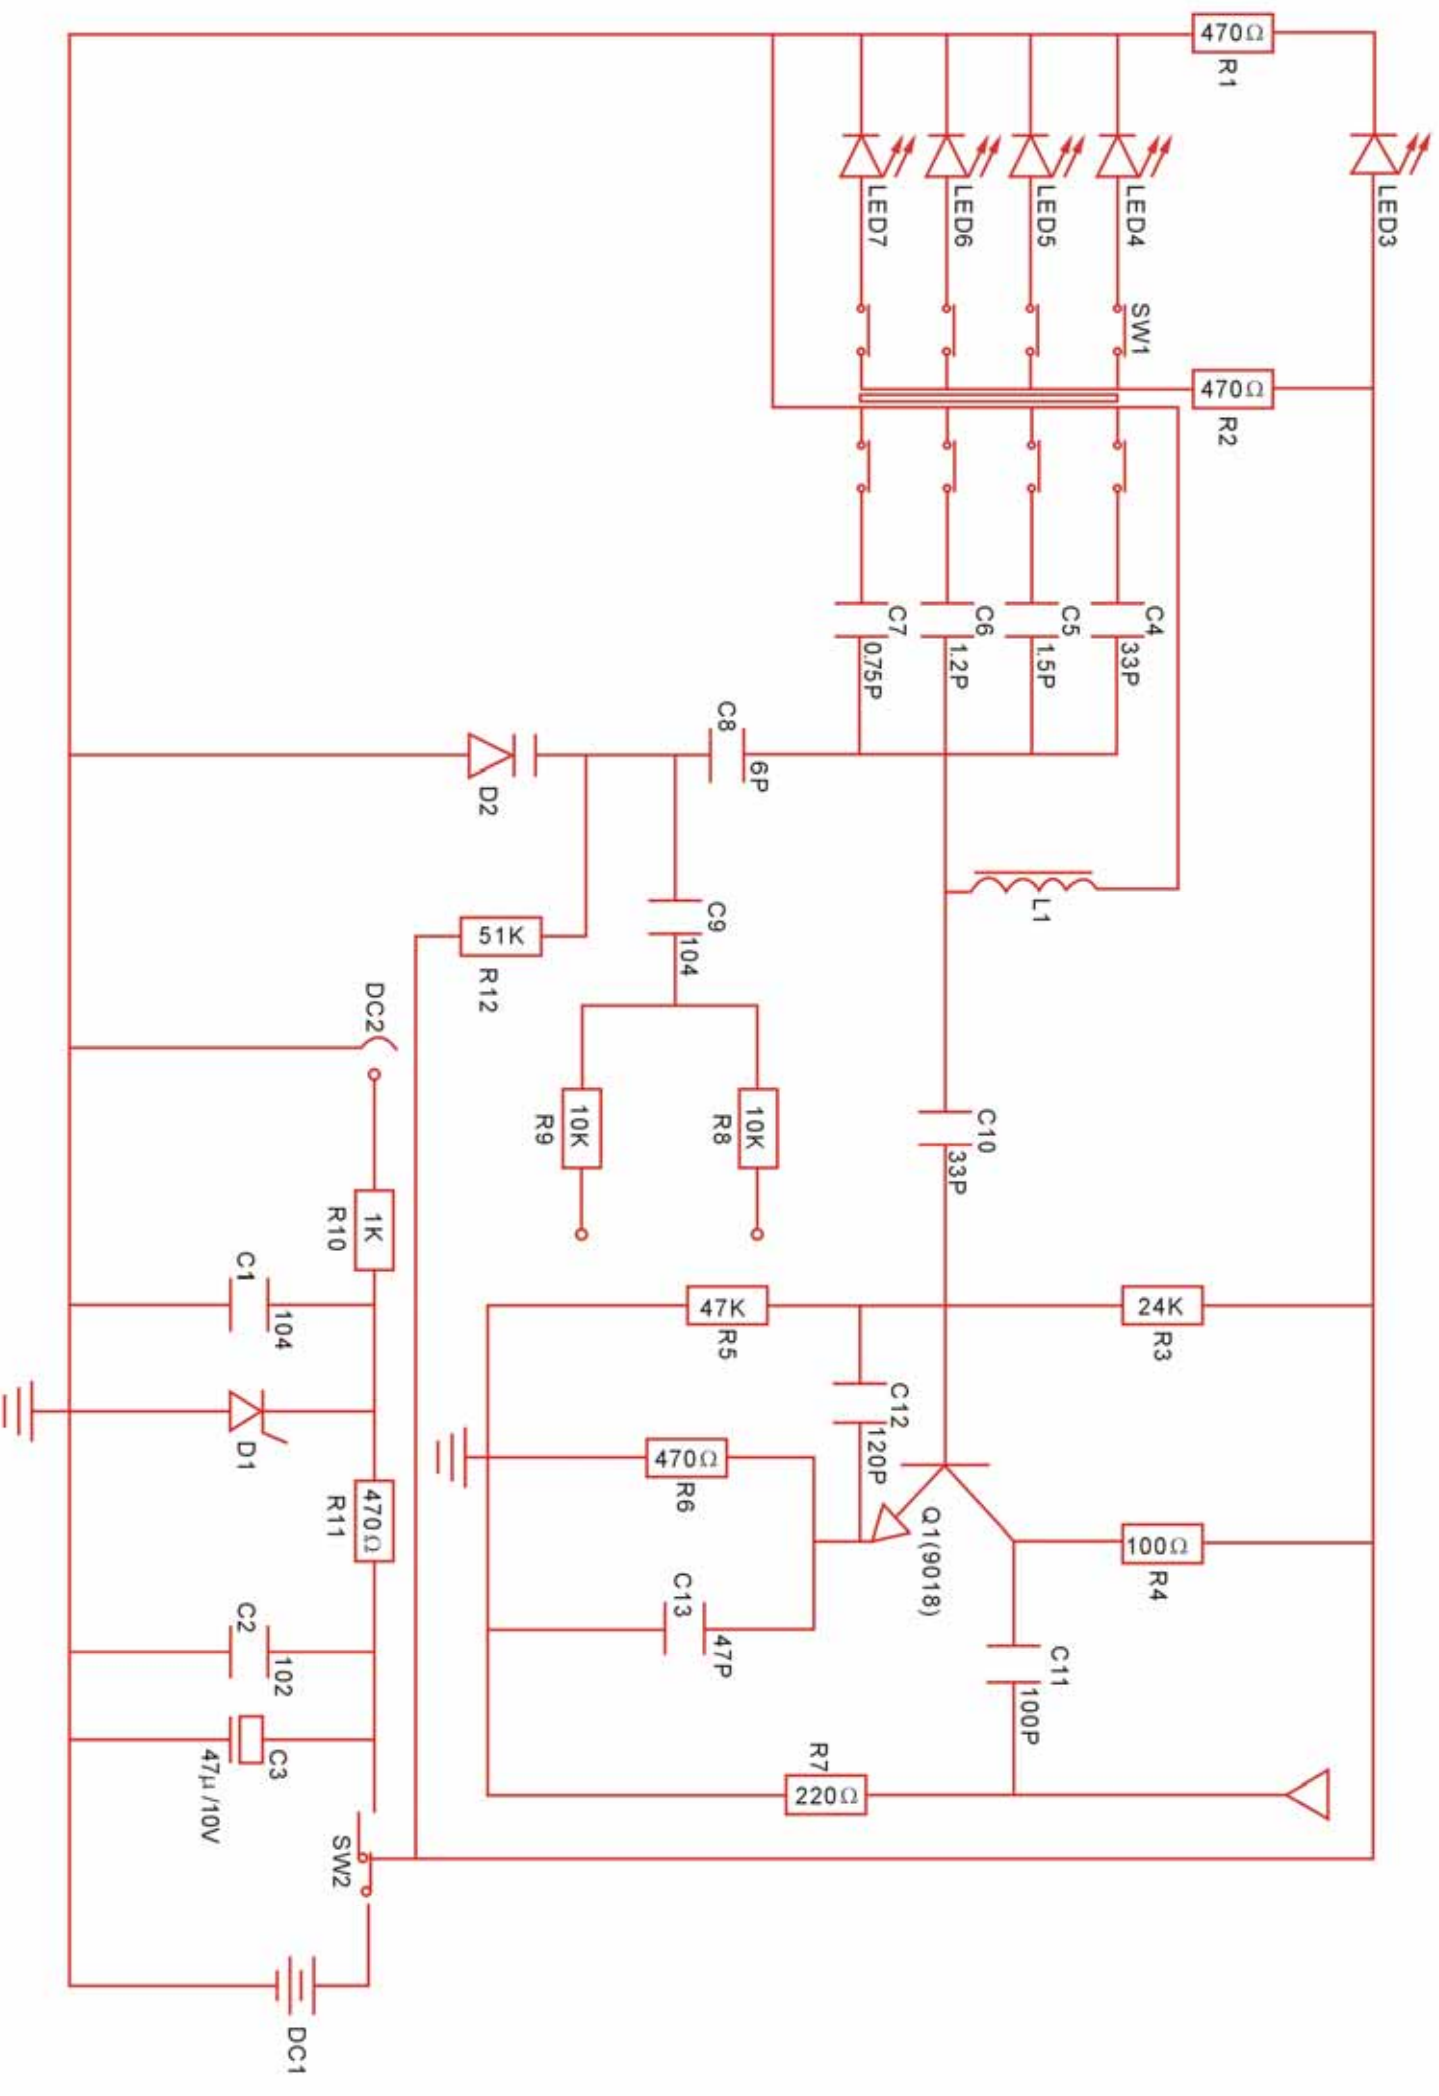 470Ω
R1
LED3
LED4
LED5
LED6
LED7
SW1
470Ω
R2
C4
33P
C5
1.5P
C6
1.2P
C7
0.75P
C8
6P
D2
L1
C9
104
51K
R12
DC2
C10
33P
10K
R8
10K
R9
1K
R10
C1
104
D1
470Ω
R11
24K
R3
47K
R5
C12
120P
470Ω
R6
Q1(9018)
100Ω
R4
C13
47P
C11
100P
R7
220Ω
C2
102
C3
47μ/10V
SW2
DC1